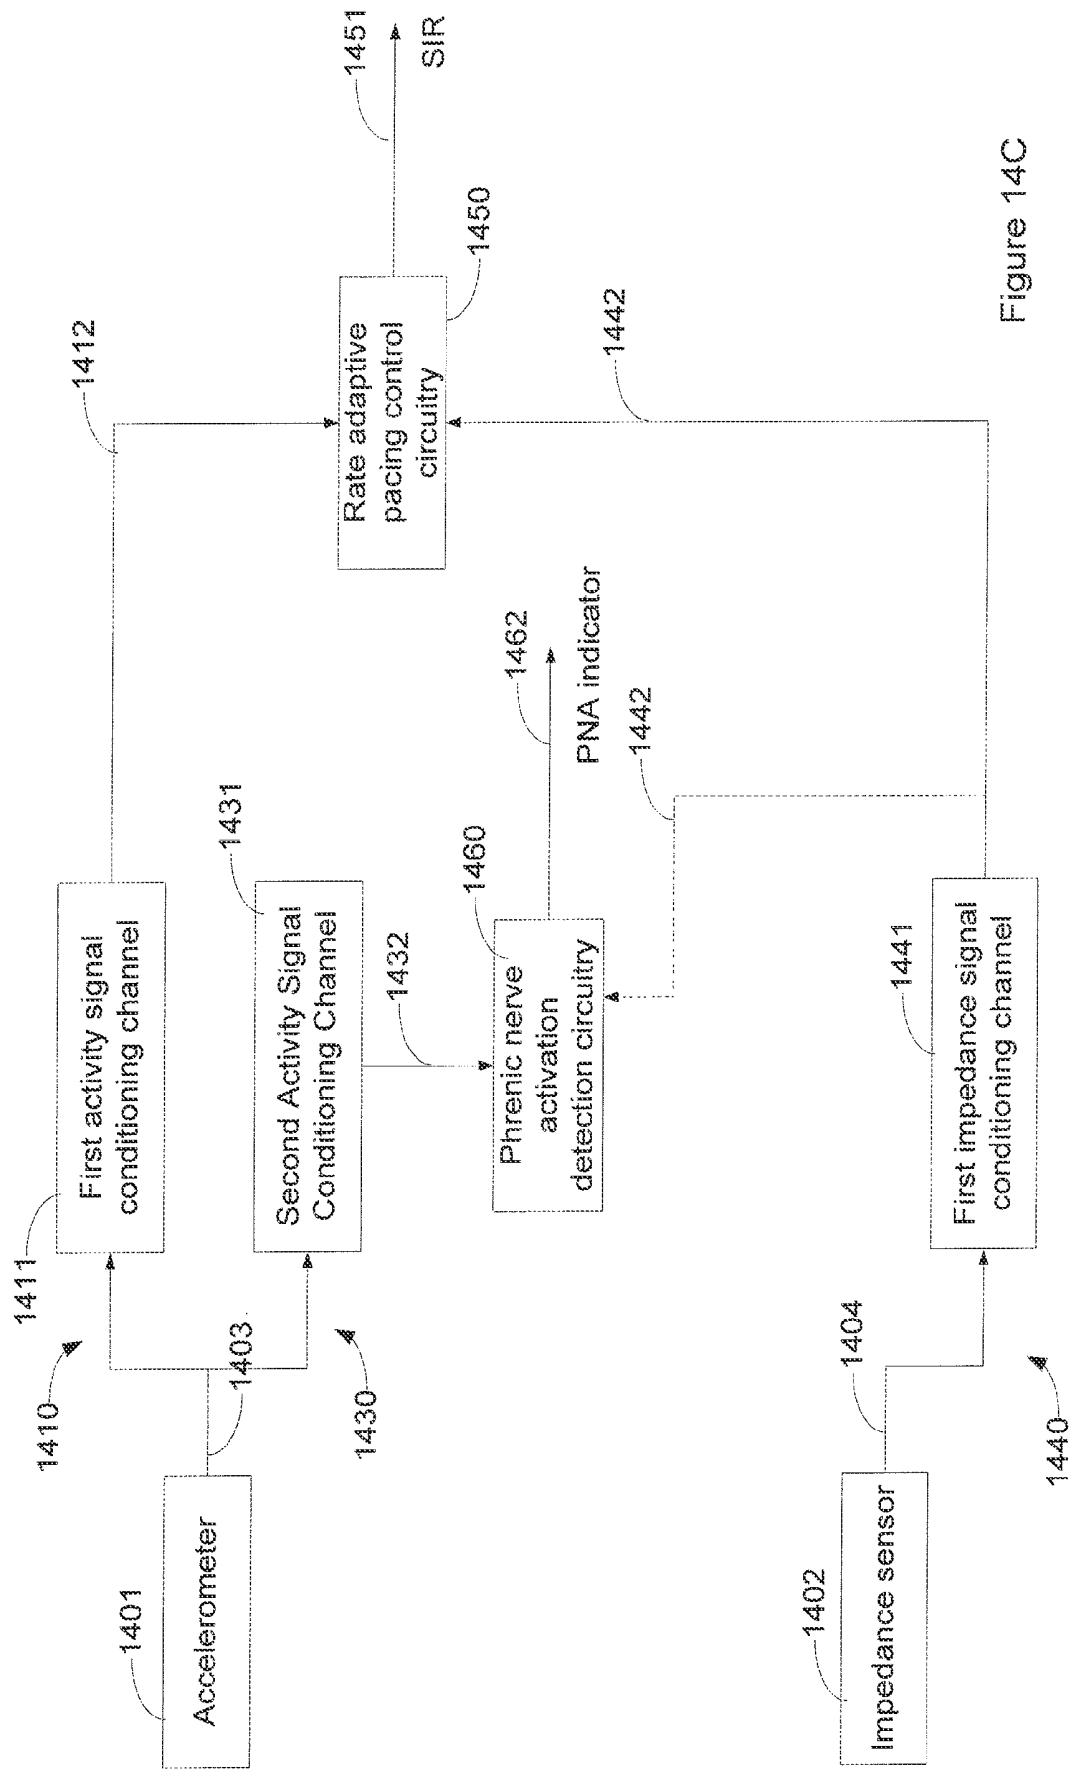 1401
Accelerometer
1403
1410
1411
First activity signal
conditioning channel
1412
1430
1431
Second Activity Signal
Conditioning Channel
1432
1460
Phrenic nerve
activation
detection circuitry
1462
PNA indicator
1442
Rate adaptive
pacing control
circuitry
1450
1451
SIR
1442
1402
Impedance sensor
1404
1440
1441
First impedance signal
conditioning channel
Figure 14C